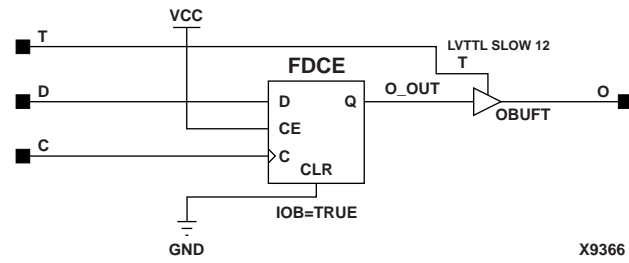 VCC
T
LVTTL SLOW 12
T
FDCE
D
D
Q
O_OUT
O
CE
OBUFT
C
C
CLR
IOB=TRUE
GND
X9366